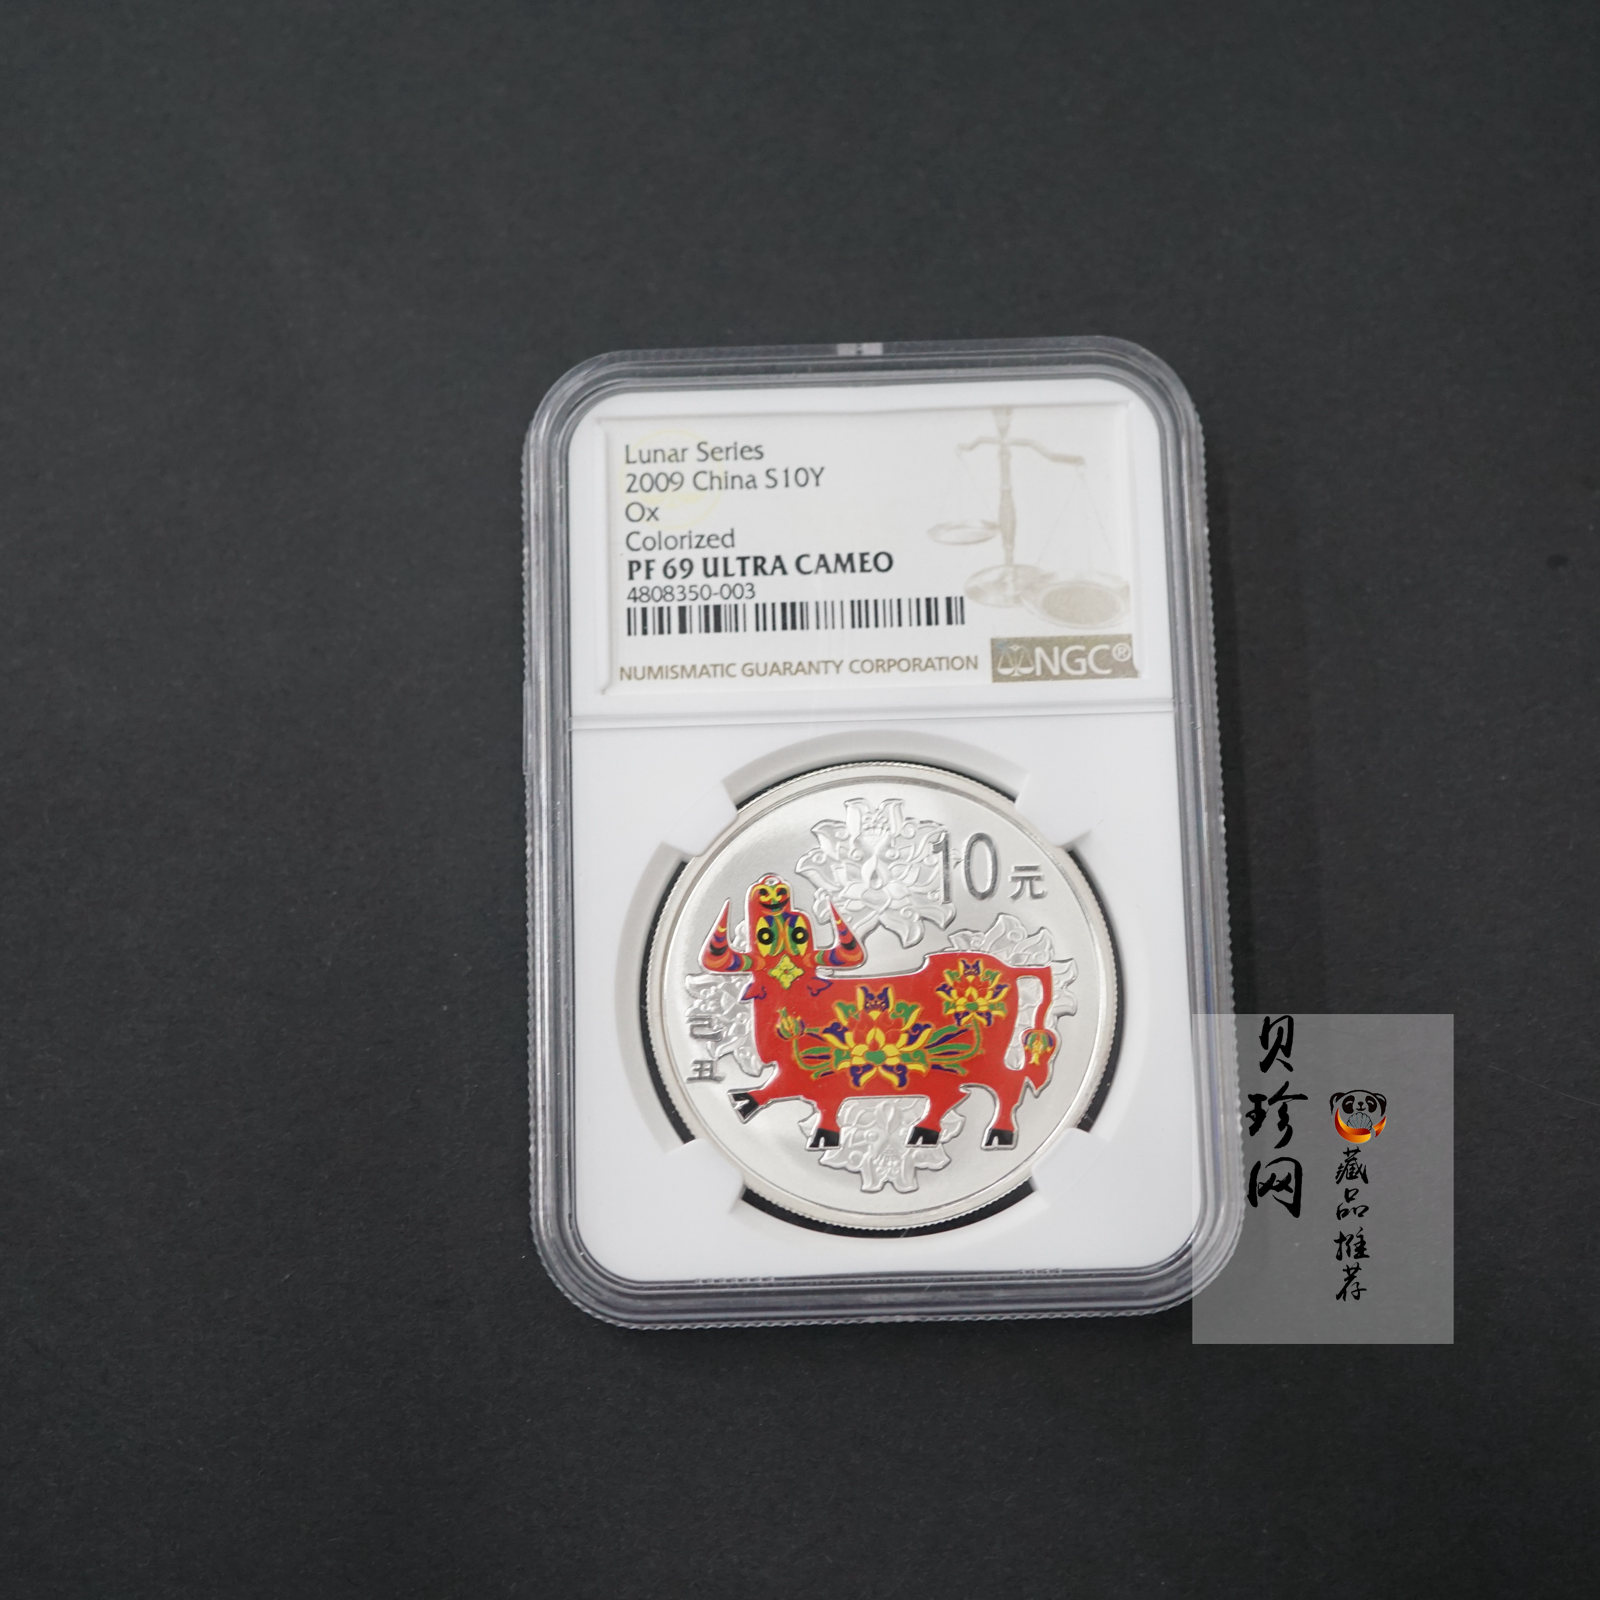 Lunar Series
2009 China S10Y
Ox
Colorized
PF 69 ULTRA CAMEO
4808350-003
NUMISMATIC GUARANTY CORPORATION
NGC®
10元
己丑
贝珍网
藏品推荐